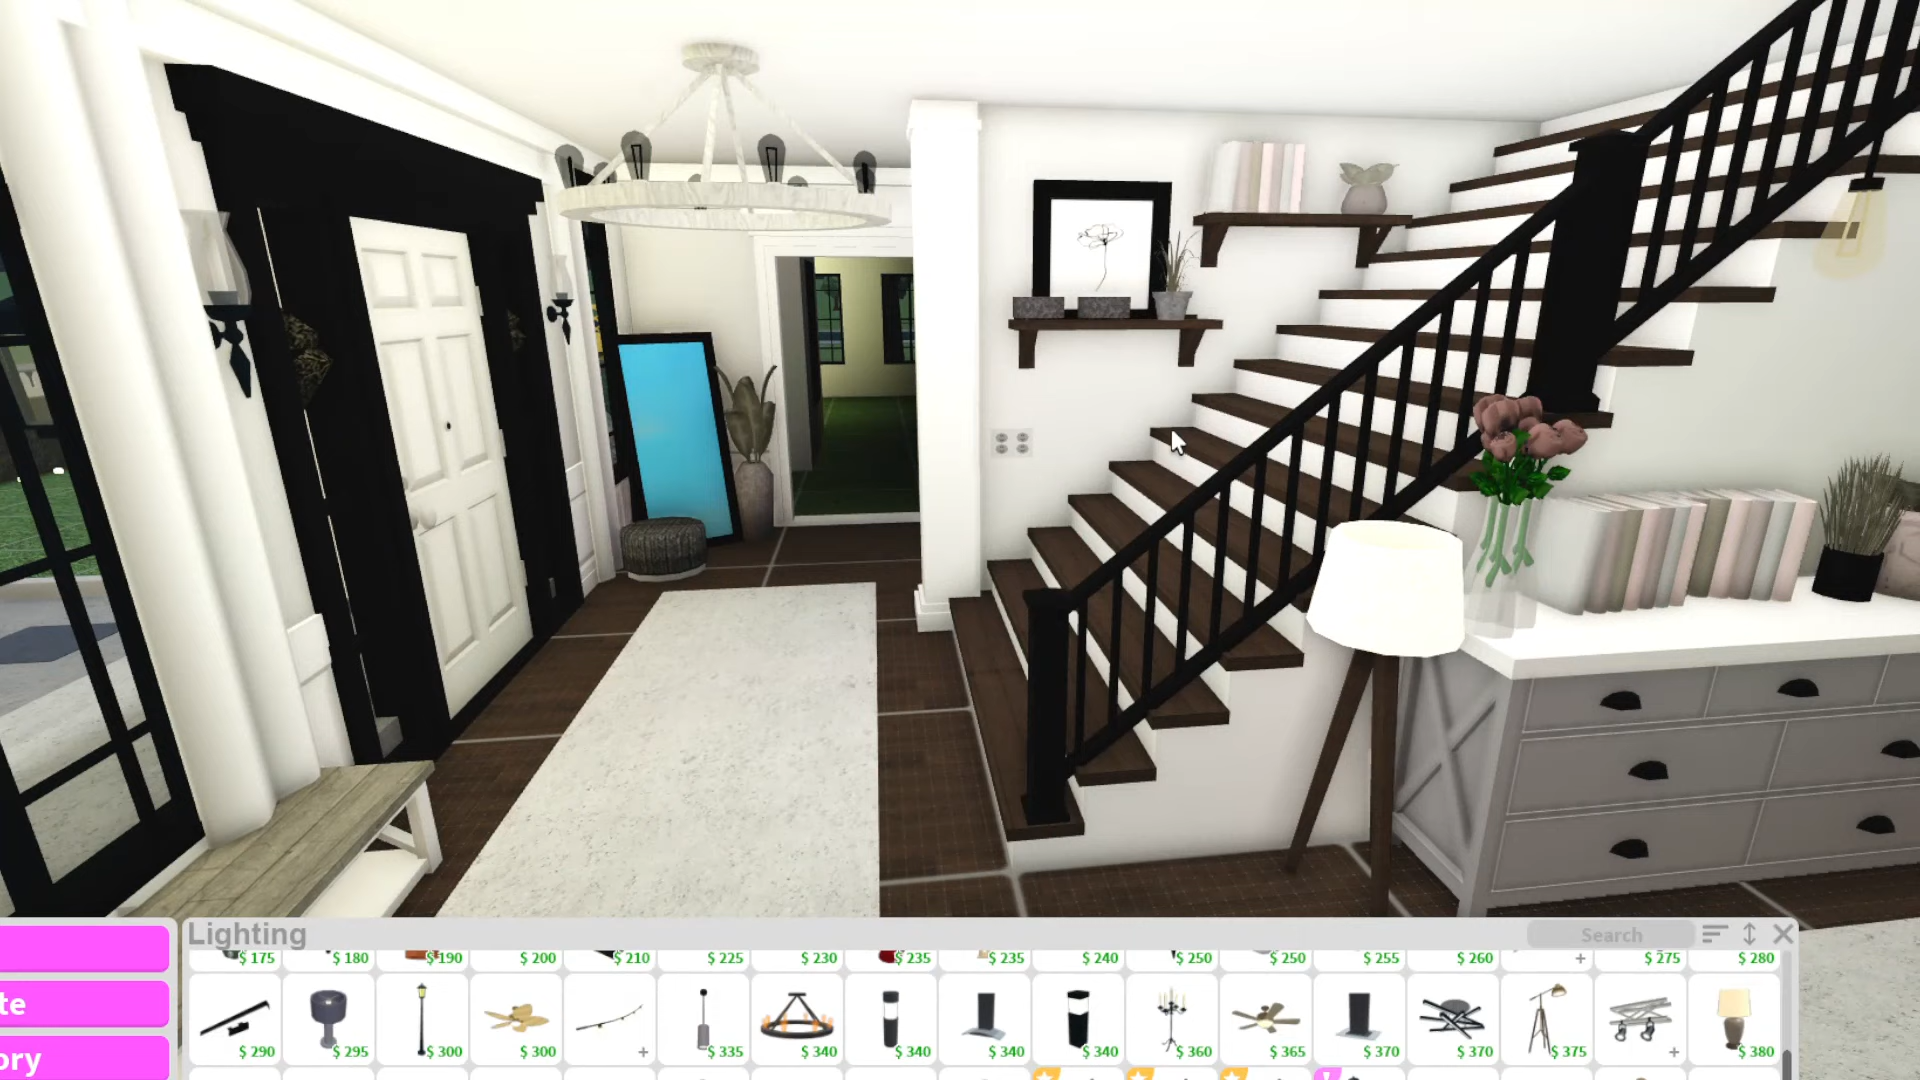 Lighting
Search
$ 175 $ 180 $ 190 $ 200 $ 210 $ 225 $ 230 $ 235 $ 235 $ 240 $ 250 $ 250 $ 255 $ 260 + $ 275 $ 280
te
$ 290 $ 295 $ 300 $ 300 + $ 335 $ 340 $ 340 $ 340 $ 340 $ 360 $ 365 $ 370 $ 370 $ 375 + $ 380
ory